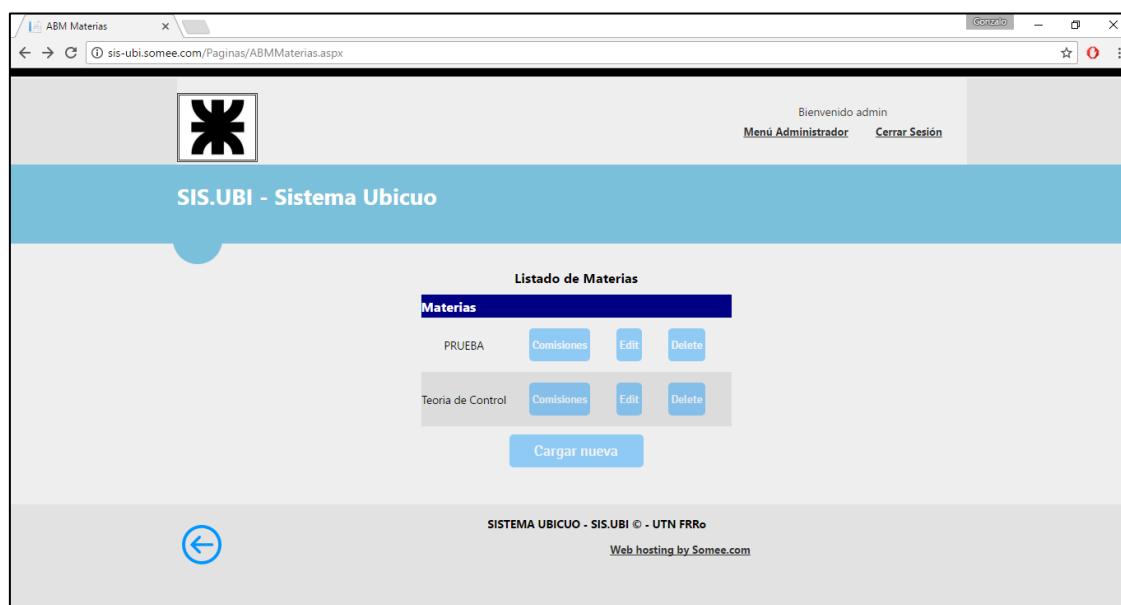 ABM Materias
Gonzalo
sis-ubi.somee.com/Paginas/ABMMaterias.aspx
Bienvenido admin
Menú Administrador Cerrar Sesión
SIS.UBI - Sistema Ubicuo
Listado de Materias
Materias
PRUEBA Comisiones Edit Delete
Teoria de Control Comisiones Edit Delete
Cargar nueva
SISTEMA UBICUO - SIS.UBI © - UTN FRRo
Web hosting by Somee.com